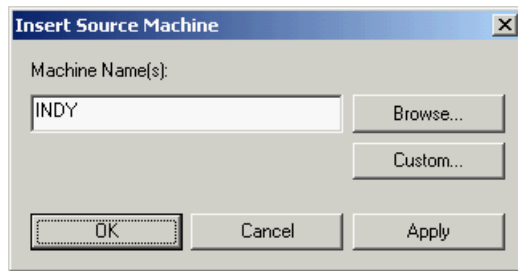 Insert Source Machine
Machine Name(s):
INDY
Browse...
Custom...
OK Cancel Apply